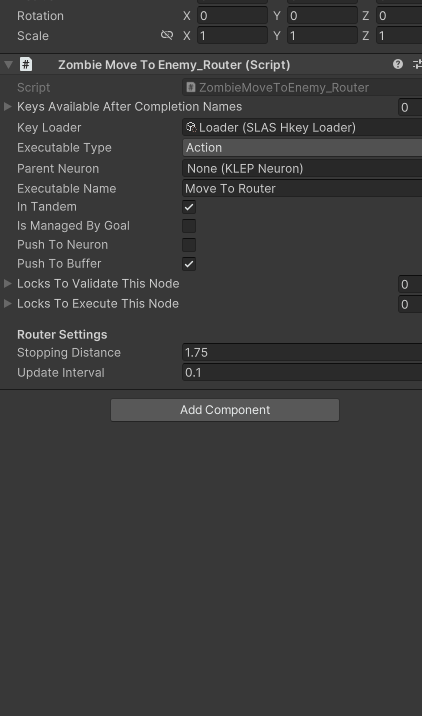 Rotation X 0 Y 0 Z 0
Scale X 1 Y 1 Z 1
# Zombie Move To Enemy_Router (Script)
Script # ZombieMoveToEnemy_Router
Keys Available After Completion Names 0
Key Loader Loader (SLAS Hkey Loader)
Executable Type Action
Parent Neuron None (KLEP Neuron)
Executable Name Move To Router
In Tandem
Is Managed By Goal
Push To Neuron
Push To Buffer
Locks To Validate This Node 0
Locks To Execute This Node 0
Router Settings
Stopping Distance 1.75
Update Interval 0.1
Add Component